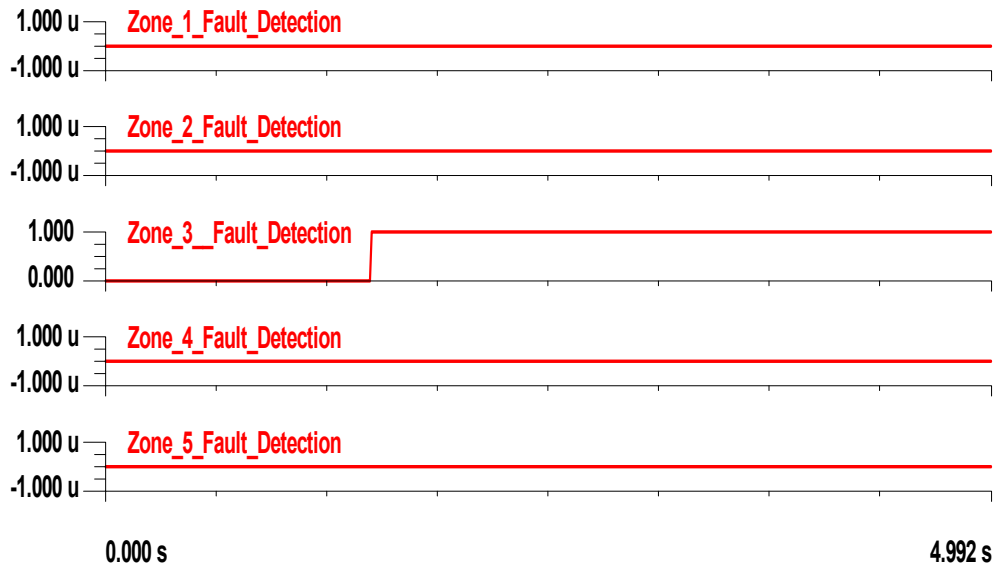 1.000 u
Zone_1_Fault_Detection
-1.000 u
1.000 u
Zone_2_Fault_Detection
-1.000 u
1.000
Zone_3__Fault_Detection
0.000
1.000 u
Zone_4_Fault_Detection
-1.000 u
1.000 u
Zone_5_Fault_Detection
-1.000 u
0.000 s
4.992 s